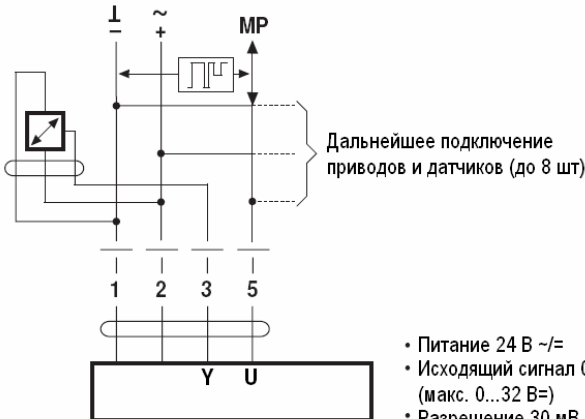 ⊥ ~ MP
− +
Дальнейшее подключение
приводов и датчиков (до 8 шт)
1 2 3 5
Y U
• Питание 24 В ~/=
• Исходящий сигнал
(макс. 0...32 В=)
• Разрешение 30 мВ